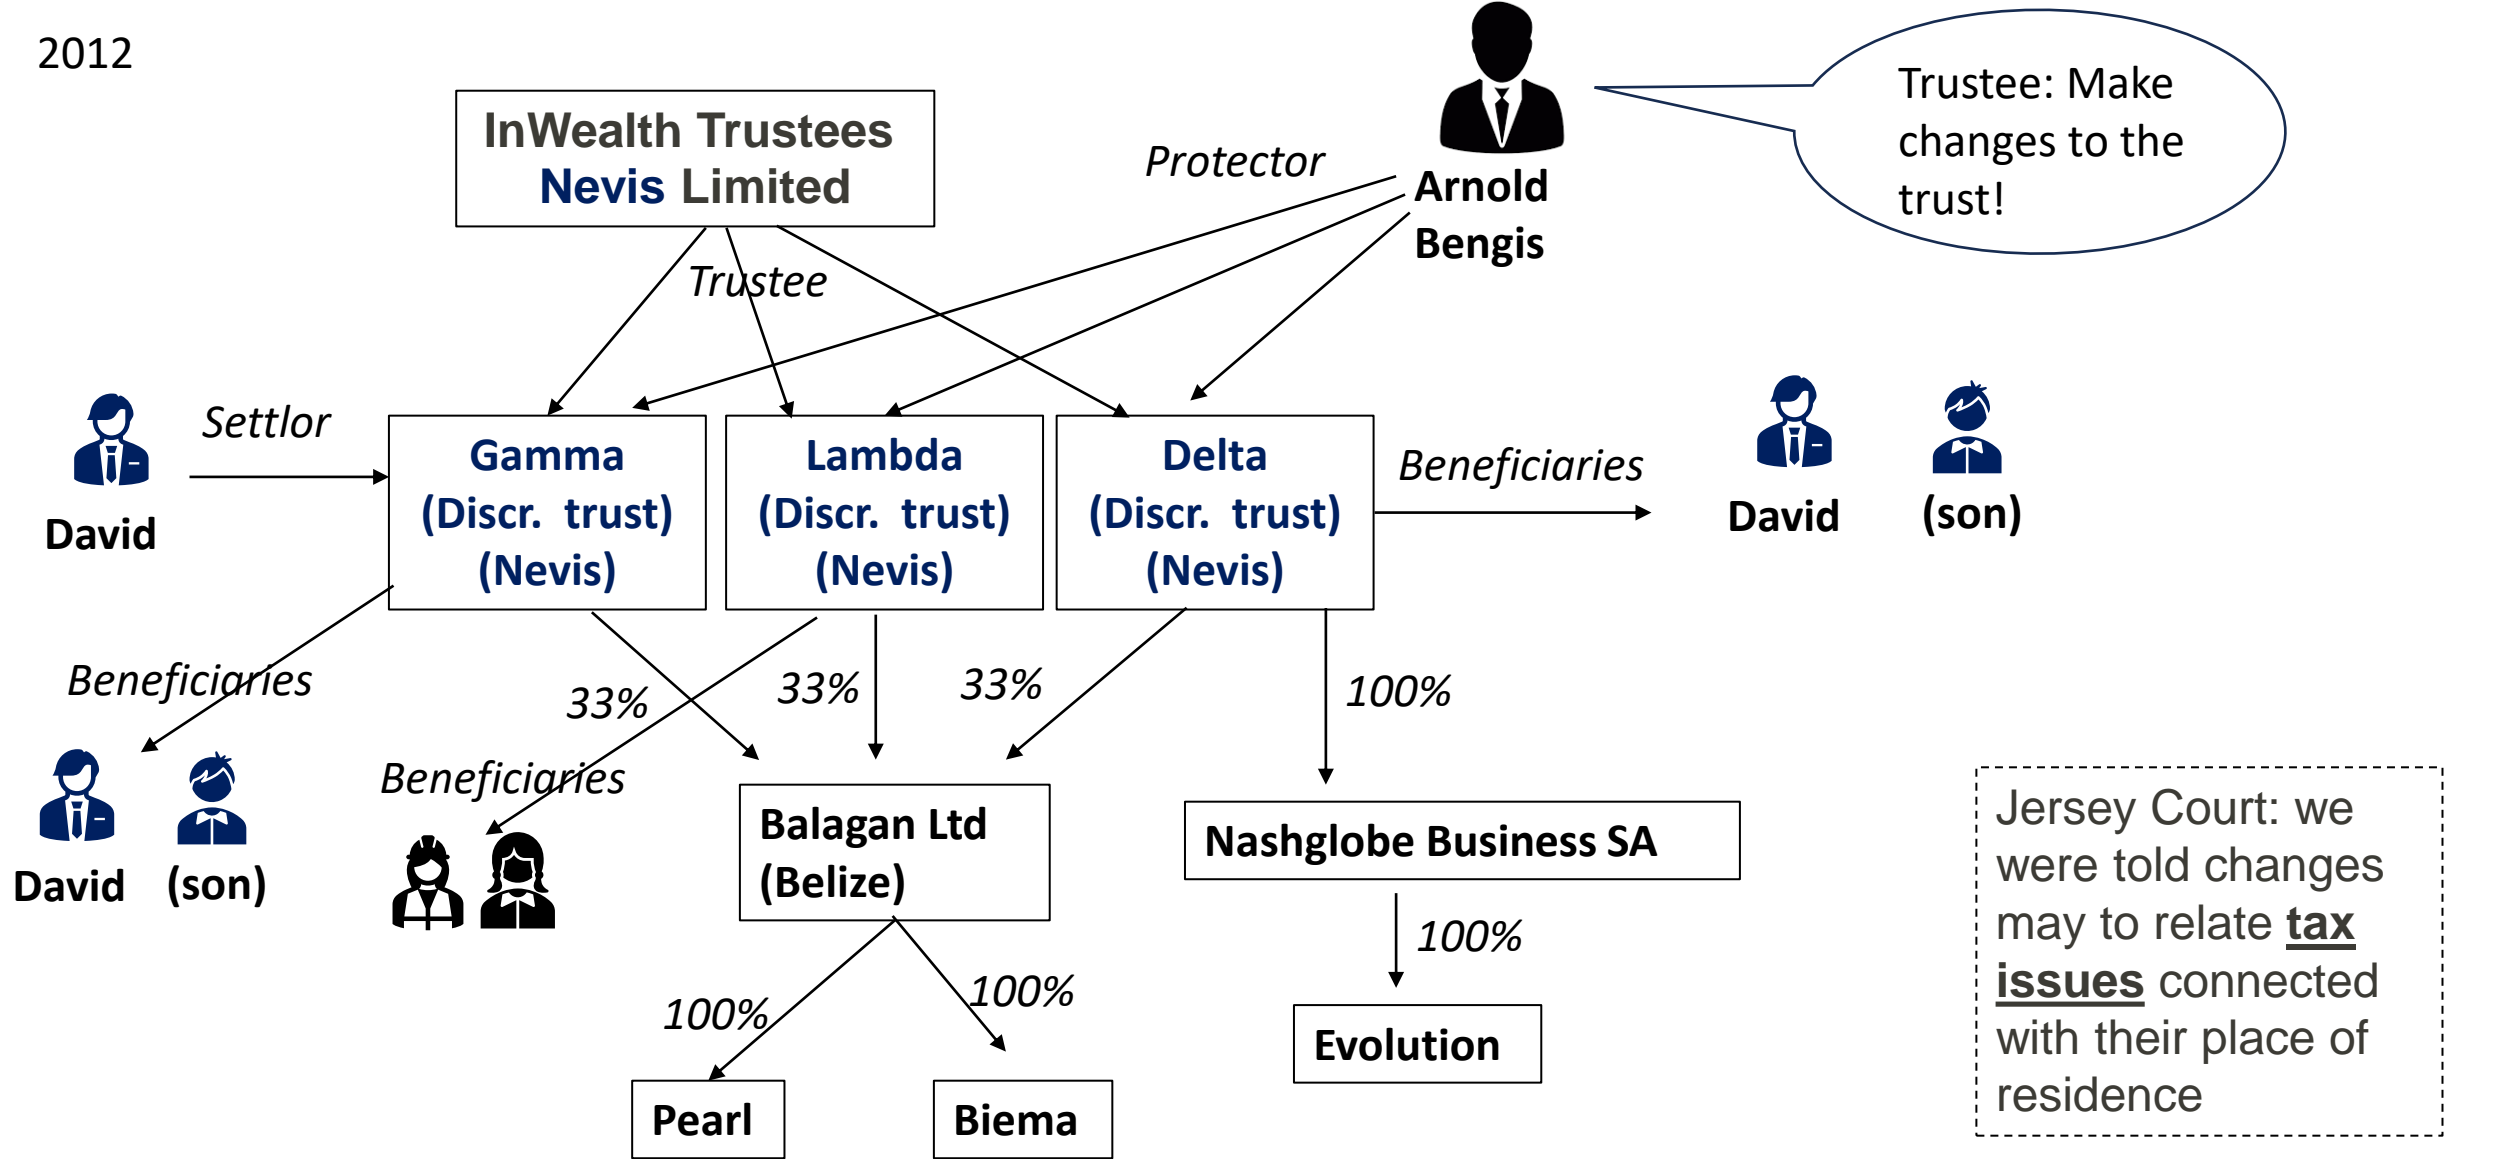 2012
InWealth Trustees
Nevis Limited
Protector
Arnold
Bengis
Trustee: Make
changes to the
trust!
Trustee
Settlor
David
Gamma
(Discr.  trust)
(Nevis)
Lambda
(Discr.  trust)
(Nevis)
Delta
(Discr.  trust)
(Nevis)
Beneficiaries
David
(son)
Beneficiaries
David
(son)
33%
33%
33%
100%
Beneficiaries
Balagan Ltd
(Belize)
Nashglobe Business SA
100%
100%
100%
Evolution
Pearl
Biema
Jersey Court: we
were told changes
may to relate tax
issues connected
with their place of
residence